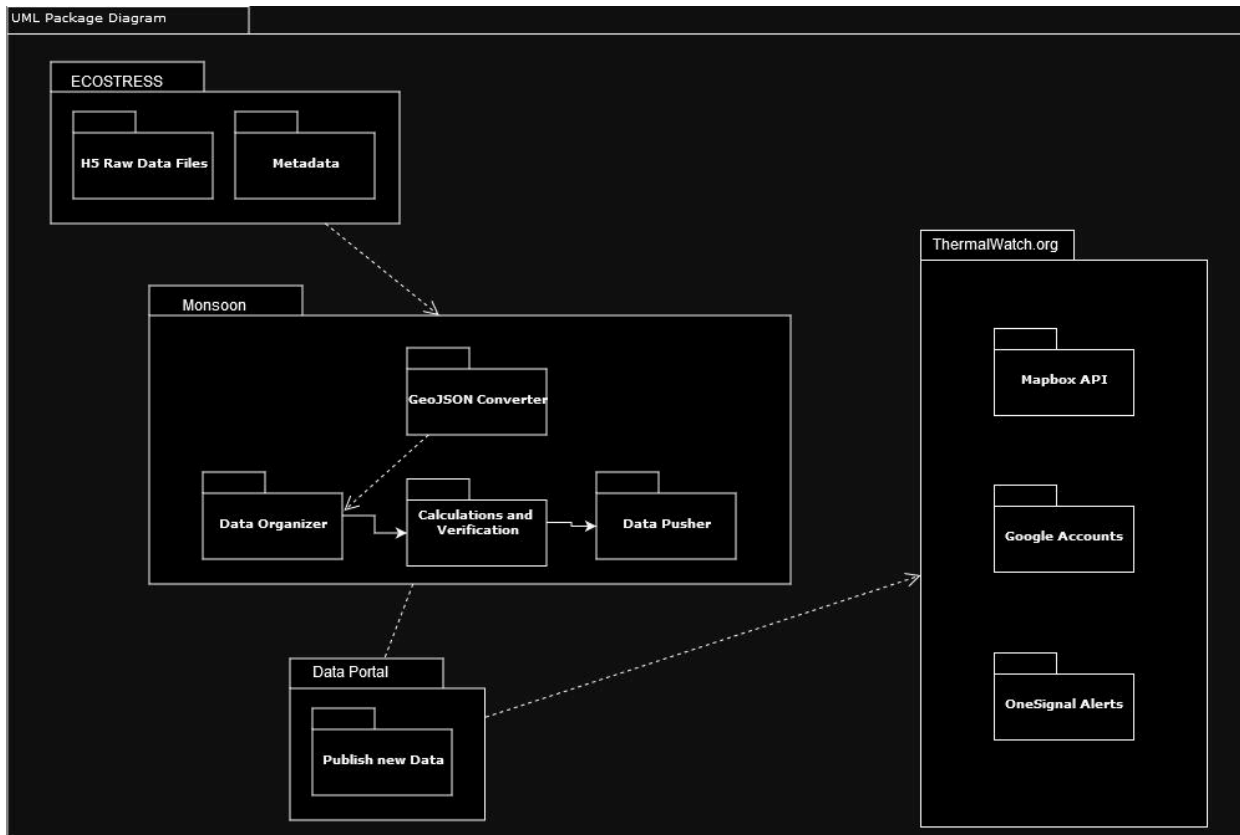 UML Package Diagram
ECOSTRESS
H5 Raw Data Files
Metadata
ThermalWatch.org
Monsoon
Mapbox API
GeoJSON Converter
Data Organizer
Calculations and
Verification
Data Pusher
Google Accounts
Data Portal
OneSignal Alerts
Publish new Data